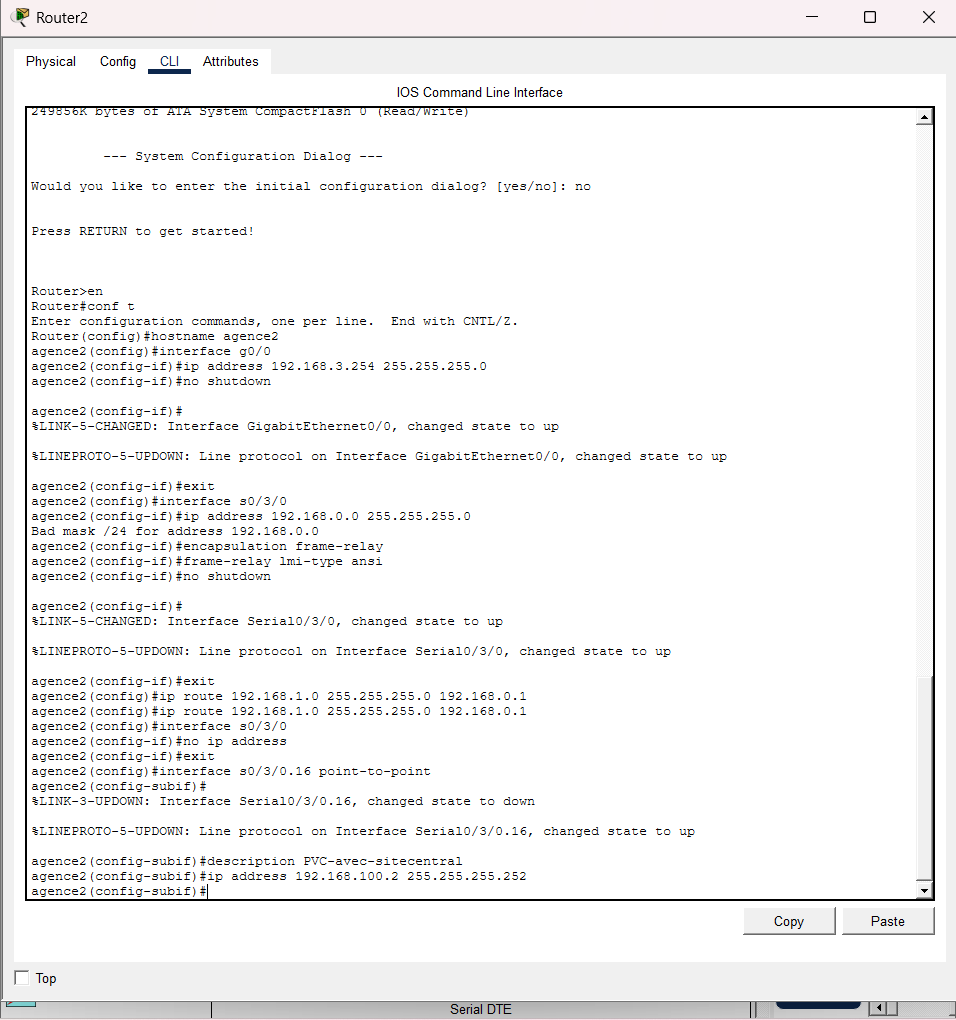 Router2
Physical Config CLI Attributes
IOS Command Line Interface
249856K bytes of ATA System CompactFlash 0 (Read/Write)
--- System Configuration Dialog ---
Would you like to enter the initial configuration dialog? [yes/no]: no
Press RETURN to get started!
Router>en
Router#conf t
Enter configuration commands, one per line.  End with CNTL/Z.
Router(config)#hostname agence2
agence2(config)#interface g0/0
agence2(config-if)#ip address 192.168.3.254 255.255.255.0
agence2(config-if)#no shutdown
agence2(config-if)#
%LINK-5-CHANGED: Interface GigabitEthernet0/0, changed state to up
%LINEPROTO-5-UPDOWN: Line protocol on Interface GigabitEthernet0/0, changed state to up
agence2(config-if)#exit
agence2(config)#interface s0/3/0
agence2(config-if)#ip address 192.168.0.0 255.255.255.0
Bad mask /24 for address 192.168.0.0
agence2(config-if)#encapsulation frame-relay
agence2(config-if)#frame-relay lmi-type ansi
agence2(config-if)#no shutdown
agence2(config-if)#
%LINK-5-CHANGED: Interface Serial0/3/0, changed state to up
%LINEPROTO-5-UPDOWN: Line protocol on Interface Serial0/3/0, changed state to up
agence2(config-if)#exit
agence2(config)#ip route 192.168.1.0 255.255.255.0 192.168.0.1
agence2(config)#ip route 192.168.1.0 255.255.255.0 192.168.0.1
agence2(config)#interface s0/3/0
agence2(config-if)#no ip address
agence2(config-if)#exit
agence2(config)#interface s0/3/0.16 point-to-point
agence2(config-subif)#
%LINK-3-UPDOWN: Interface Serial0/3/0.16, changed state to down
%LINEPROTO-5-UPDOWN: Line protocol on Interface Serial0/3/0.16, changed state to up
agence2(config-subif)#description PVC-avec-sitecentral
agence2(config-subif)#ip address 192.168.100.2 255.255.255.252
agence2(config-subif)#
Copy Paste
Top
Serial DTE